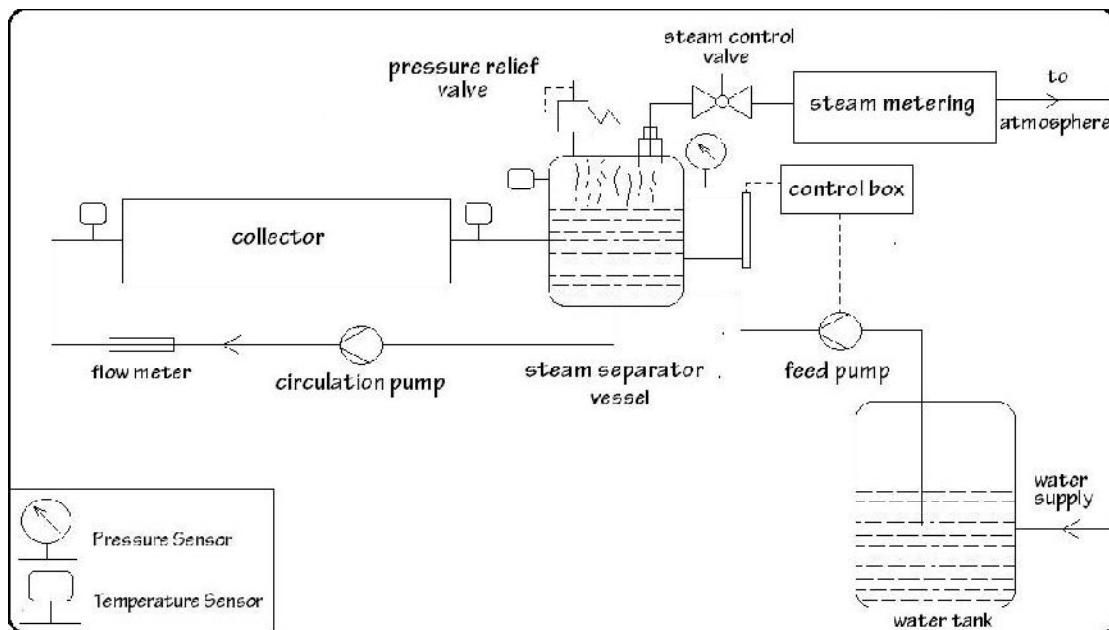 steam control
valve
pressure relief
valve
steam metering
to
atmosphere
control box
collector
flow meter
circulation pump
steam separator
vessel
feed pump
water
supply
Pressure Sensor
Temperature Sensor
water tank